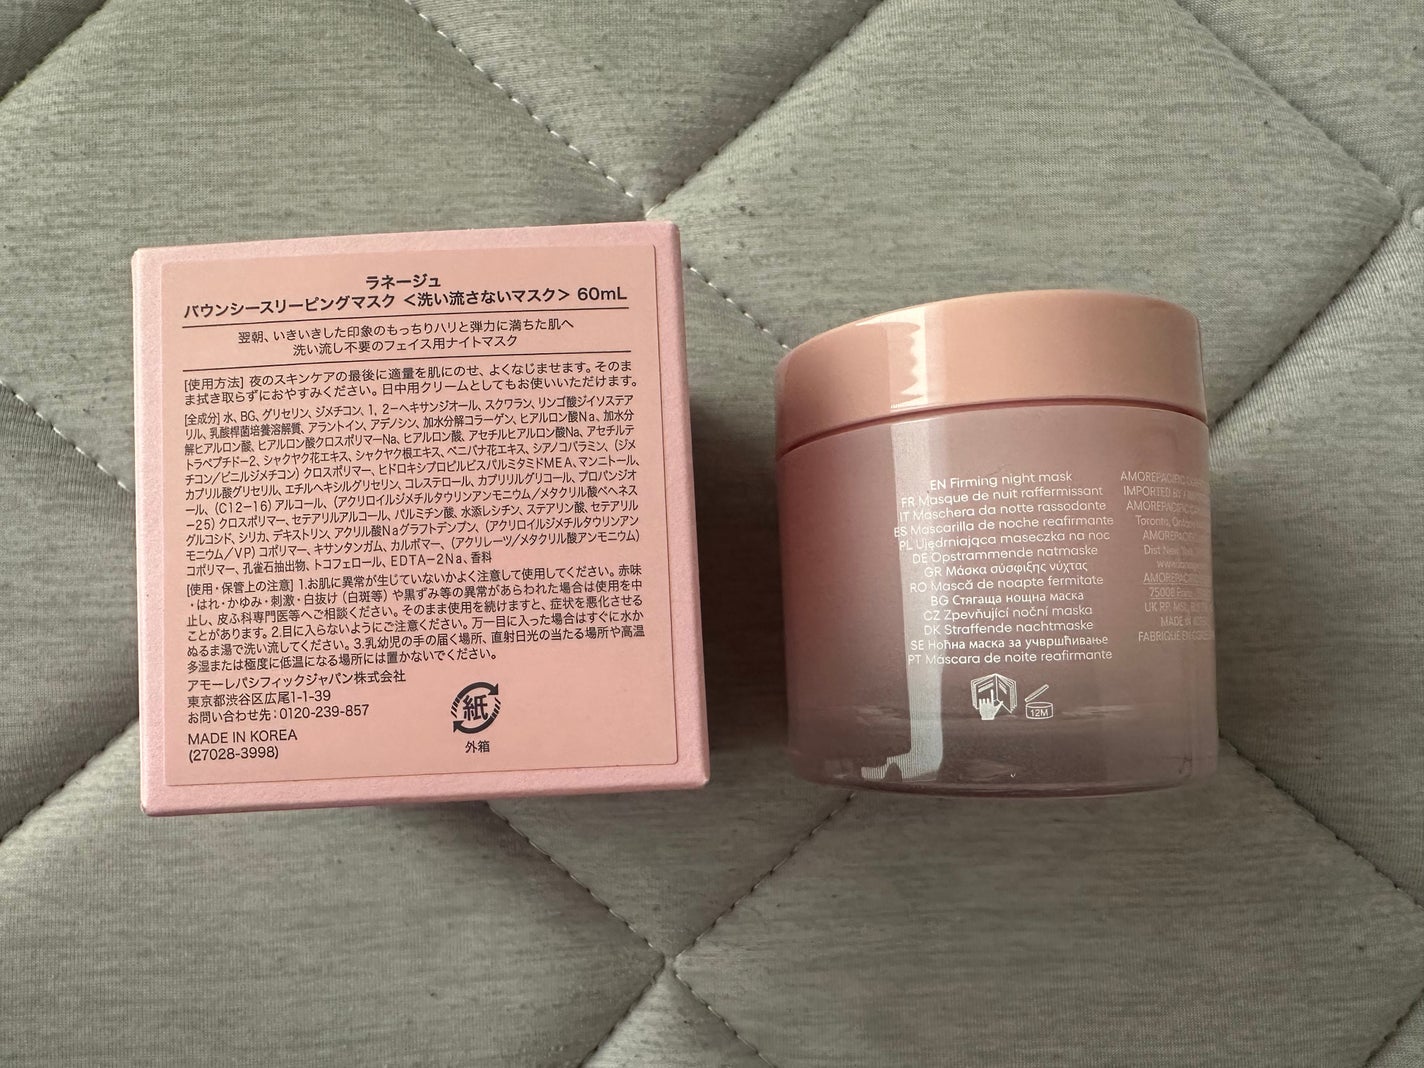 ラネージュ
バウンシースリーピングマスク <洗い流さないマスク> 60mL
翌朝、いきいきした印象のもっちりハリと弾力に満ちた肌へ
洗い流し不要のフェイス用ナイトマスク
[使用方法] 夜のスキンケアの最後に適量を肌にのせ、よくなじませます。そのま
ま拭き取らずにおやすみください。日中用クリームとしてもお使いいただけます。
[全成分] 水、BG、グリセリン、ジメチコン、1, 2-ヘキサンジオール、スクワラン、リンゴ酸ジイソステア
リル、乳酸桿菌培養溶解質、アラントイン、アデノシン、加水分解コラーゲン、ヒアルロン酸Na、加水分
解ヒアルロン酸、ヒアルロン酸クロスポリマーNa、ヒアルロン酸、アセチルヒアルロン酸Na、アセチルテ
トラペプチド-2、シャクヤク花エキス、シャクヤク根エキス、ベニバナ花エキス、シアノコバラミン、(ジメ
チコン/ビニルジメチコン) クロスポリマー、ヒドロキシプロピルビスパルミタミドMEA、マンニトール、
カプリル酸グリセリル、エチルヘキシルグリセリン、コレステロール、カプリリルグリコール、プロパンジオ
ール、(C12-16) アルコール、(アクリロイルジメチルタウリンアンモニウム/メタクリル酸ベヘネス
-25) クロスポリマー、セテアリルアルコール、パルミチン酸、水添レシチン、ステアリン酸、セテアリル
グルコシド、シリカ、デキストリン、アクリル酸Naグラフトデンプン、(アクリロイルジメチルタウリンアン
モニウム/VP) コポリマー、キサンタンガム、カルボマー、(アクリレーツ/メタクリル酸アンモニウム)
コポリマー、孔雀石抽出物、トコフェロール、EDTA-2Na、香料
[使用・保管上の注意] 1.お肌に異常が生じていないかよく注意して使用してください。赤味
・はれ・かゆみ・刺激・白抜け (白斑等) や黒ずみ等の異常があらわれた場合は使用を中
止し、皮ふ科専門医等へご相談ください。そのまま使用を続けますと、症状を悪化させる
ことがあります。2.目に入らないようにご注意ください。万一目に入った場合はすぐに水か
ぬるま湯で洗い流してください。3.乳幼児の手の届く場所、直射日光の当たる場所や高温
多湿または極度に低温になる場所には置かないでください。
アモーレパシフィックジャパン株式会社
東京都渋谷区広尾1-1-39
お問い合わせ先：0120-239-857
MADE IN KOREA
(27028-3998)
紙
外箱
EN Firming night mask
FR Masque de nuit raffermissant
IT Maschera da notte rassodante
ES Mascarilla de noche reafirmante
PL Ujędrniająca maseczka na noc
DE Opstrammende natmaske
GR Μάσκα σύσφιξης νύχτας
RO Mască de noapte fermitate
BG Стягаща нощна маска
CZ Zpevňující noční maska
DK Straffende nachtmaske
SE Ноћна маска за учвршћивање
PT Máscara de noite reafirmante
12M
AMOREPACIFIC
IMPORTED BY
AMOREPACIFIC
Toronto,
AMOREPACIFIC
Dist New York,
75008 Paris,
UK RP. MSL,
MADE IN
FABRIQUE EN